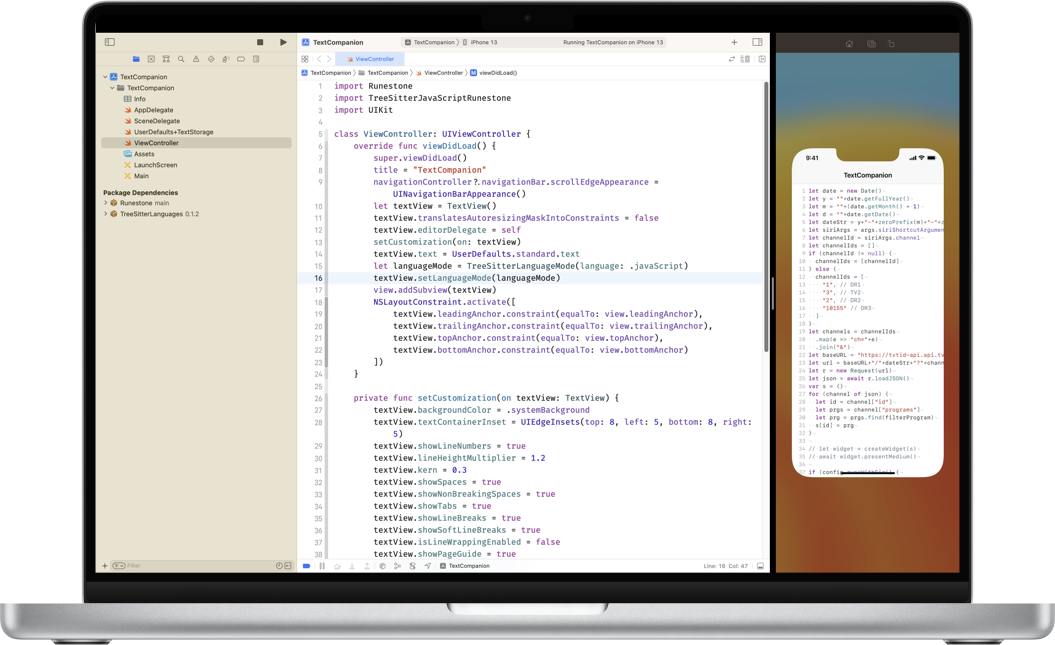 TextCompanion
TextCompanion
Info
AppDelegate
SceneDelegate
UserDefaults+TextStorage
ViewController
Assets
LaunchScreen
Main
Package Dependencies
Runestone main
TreeSitterLanguages 0.1.2
Filter
TextCompanion
TextCompanion iPhone 13
Running TextCompanion on iPhone 13
ViewController
TextCompanion TextCompanion ViewController M viewDidLoad()
1 import Runestone
2 import TreeSitterJavaScriptRunestone
3 import UIKit
4
5 class ViewController: UIViewController {
6 override func viewDidLoad() {
7 super.viewDidLoad()
8 title = "TextCompanion"
9 navigationController?.navigationBar.scrollEdgeAppearance =
UINavigationBarAppearance()
10 let textView = TextView()
11 textView.translatesAutoresizingMaskIntoConstraints = false
12 textView.editorDelegate = self
13 setCustomization(on: textView)
14 textView.text = UserDefaults.standard.text
15 let languageMode = TreeSitterLanguageMode(language: .javaScript)
16 textView.setLanguageMode(languageMode)
17 view.addSubview(textView)
18 NSLayoutConstraint.activate([
19 textView.leadingAnchor.constraint(equalTo: view.leadingAnchor),
20 textView.trailingAnchor.constraint(equalTo: view.trailingAnchor),
21 textView.topAnchor.constraint(equalTo: view.topAnchor),
22 textView.bottomAnchor.constraint(equalTo: view.bottomAnchor)
23 ])
24 }
25
26 private func setCustomization(on textView: TextView) {
27 textView.backgroundColor = .systemBackground
28 textView.textContainerInset = UIEdgeInsets(top: 8, left: 5, bottom: 8, right:
5)
29 textView.showLineNumbers = true
30 textView.lineHeightMultiplier = 1.2
31 textView.kern = 0.3
32 textView.showSpaces = true
33 textView.showNonBreakingSpaces = true
34 textView.showTabs = true
35 textView.showLineBreaks = true
36 textView.showSoftLineBreaks = true
37 textView.isLineWrappingEnabled = false
38 textView.showPageGuide = true
TextCompanion
Line: 16 Col: 47
9:41
TextCompanion
1 let date = new Date()
2 let y = ""+date.getFullYear()
3 let m = ""+(date.getMonth() + 1)
4 let d = ""+date.getDate()
5 let dateStr = y+"-"+zeroPrefix(m)+"-"+
6 let siriArgs = args.siriShortcutArgumen
7 let channelId = siriArgs.channel
8 let channelIds = []
9 if (channelId != null) {
10 channelIds = [channelId]
11 } else {
12 channelIds = [
13 "1", // DR1
14 "3", // TV2
15 "2", // DR2
16 "10155" // DR3
17 ]
18 }
19 let channels = channelIds
20 .map(e => "ch="+e)
21 .join("&")
22 let baseURL = "https://tvtid-api.api.tv
23 let url = baseURL+"/"+dateStr+"?"+chann
24 let r = new Request(url)
25 let json = await r.loadJSON()
26 var s = {}
27 for (channel of json) {
28 let id = channel["id"]
29 let prgs = channel["programs"]
30 let prg = prgs.find(filterProgram)
31 s[id] = prg
32 }
33
34 // let widget = createWidget(s)
35 // await widget.presentMedium()
36
37 if (config